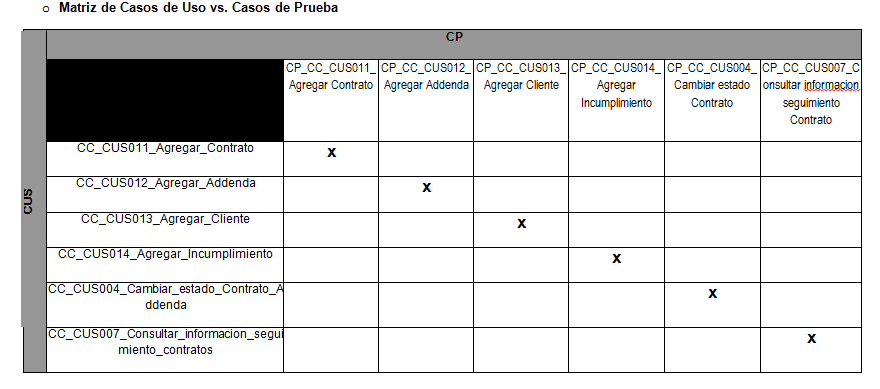 o Matriz de Casos de Uso vs. Casos de Prueba
CP
CP_CC_CUS011_
Agregar Contrato
CP_CC_CUS012_
Agregar Addenda
CP_CC_CUS013_
Agregar Cliente
CP_CC_CUS014_
Agregar
Incumplimiento
CP_CC_CUS004_
Cambiar estado
Contrato
CP_CC_CUS007_C
onsultar informacion
seguimiento
Contrato
CUS
CC_CUS011_Agregar_Contrato
x
CC_CUS012_Agregar_Addenda
x
CC_CUS013_Agregar_Cliente
x
CC_CUS014_Agregar_Incumplimiento
x
CC_CUS004_Cambiar_estado_Contrato_A
ddenda
x
CC_CUS007_Consultar_informacion_segui
miento_contratos
x